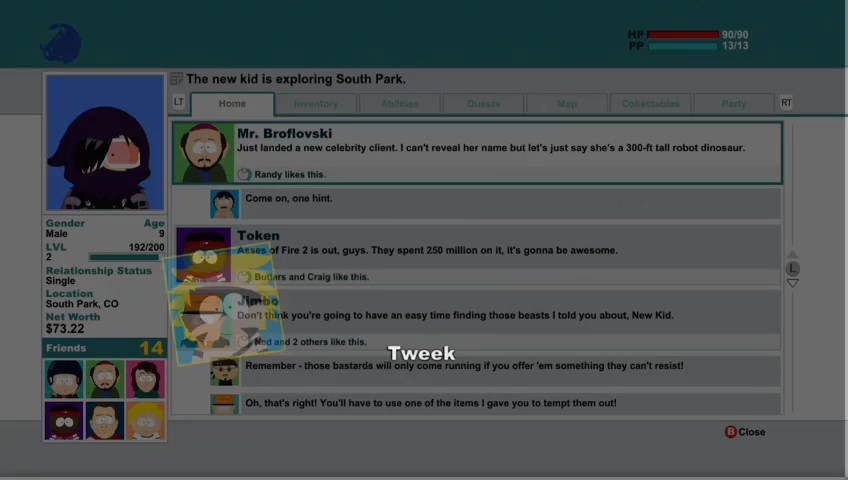 HP 90/90
PP 13/13
The new kid is exploring South Park.
LT Home Inventory Abilities Quests Map Collectables Party RT
Mr. Broflovski
Just landed a new celebrity client. I can't reveal her name but let's just say she's a 300-ft tall robot dinosaur.
Randy likes this.
Come on, one hint.
Gender Age
Male 9
LVL 192/200
2
Relationship Status
Single
Location
South Park, CO
Net Worth
$73.22
Friends 14
Token
Asses of Fire 2 is out, guys. They spent 250 million on it, it's gonna be awesome.
Butters and Craig like this.
Jimbo
Don't think you're going to have an easy time finding those beasts I told you about, New Kid.
Ned and 2 others like this.
Tweek
Remember - those bastards will only come running if you offer 'em something they can't resist!
Oh, that's right! You'll have to use one of the items I gave you to tempt them out!
L
B Close